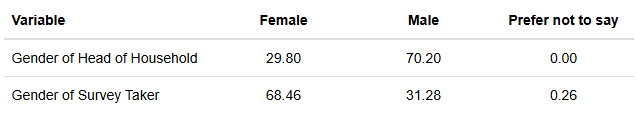 Variable Female Male Prefer not to say
Gender of Head of Household 29.80 70.20 0.00
Gender of Survey Taker 68.46 31.28 0.26